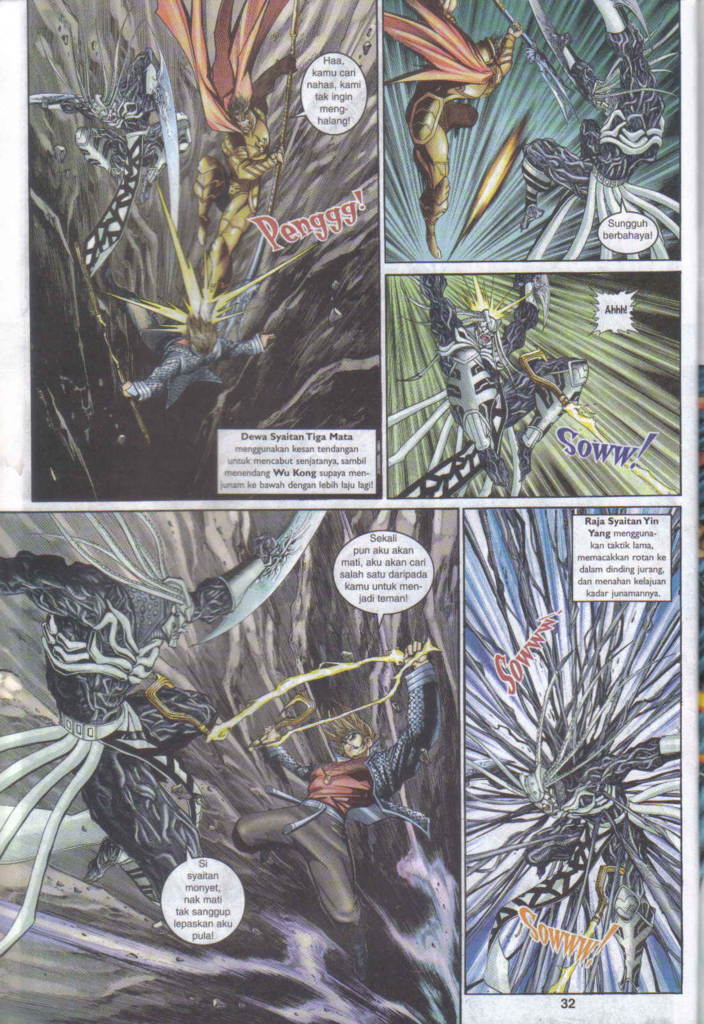 Haa,
kamu cari
nahas, kami
tak ingin
meng-
halang!
Penggg!
Dewa Syaitan Tiga Mata
menggunakan kesan tendangan
untuk mencabut senjatanya, sambil
menendang Wu Kong supaya men-
junam ke bawah dengan lebih laju lagi!
Sungguh
berbahaya!
Ahhh!
Soww!
Sekali
pun aku akan
mati, aku akan cari
salah satu daripada
kamu untuk men-
jadi teman!
Si
syaitan
monyet,
nak mati
tak sanggup
lepaskan aku
pula!
Raja Syaitan Yin
Yang mengguna-
kan taktik lama,
memacakkan rotan ke
dalam dinding jurang,
dan menahan kelajuan
kadar junamannya.
Sowwww!
Sowwww!
32